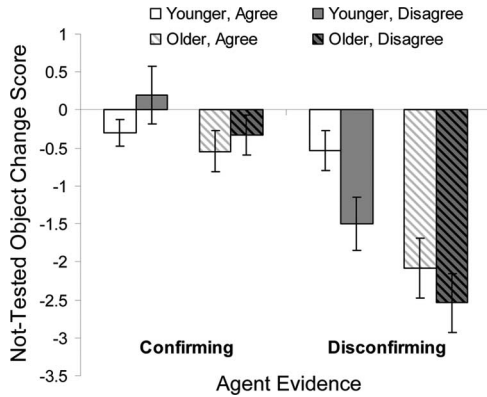 Younger, Agree Younger, Disagree
Older, Agree Older, Disagree
Not-Tested Object Change Score
1
0.5
0
-0.5
-1
-1.5
-2
-2.5
-3
-3.5
Confirming Disconfirming
Agent Evidence